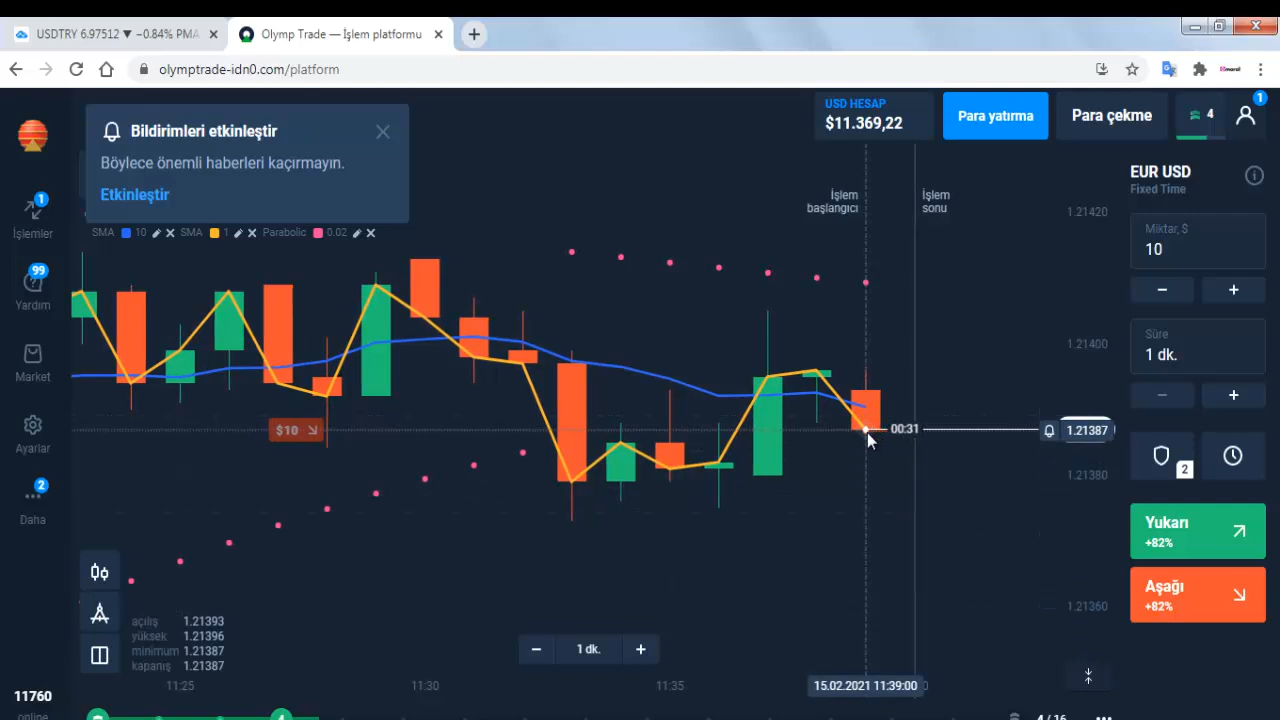 USDTRY 6.97512 ▼ −0.84% PMA
Olymp Trade — İşlem platformu
olymptrade-idn0.com/platform
Bildirimleri etkinleştir
Böylece önemli haberleri kaçırmayın.
Etkinleştir
USD HESAP
$11.369,22
Para yatırma
Para çekme
4
1
1
İşlemler
99
Yardım
Market
Ayarlar
2
Daha
11760
online
SMA 10 SMA 1 Parabolic 0.02
İşlem
başlangıcı
İşlem
sonu
$10
00:31
1.21420
1.21400
1.21387
1.21380
1.21360
EUR USD
Fixed Time
Miktar, $
10
− +
Süre
1 dk.
− +
2
Yukarı
+82%
Aşağı
+82%
açılış 1.21393
yüksek 1.21396
minimum 1.21387
kapanış 1.21387
− 1 dk. +
11:25
11:30
11:35
15.02.2021 11:39:00
4
4 / 16